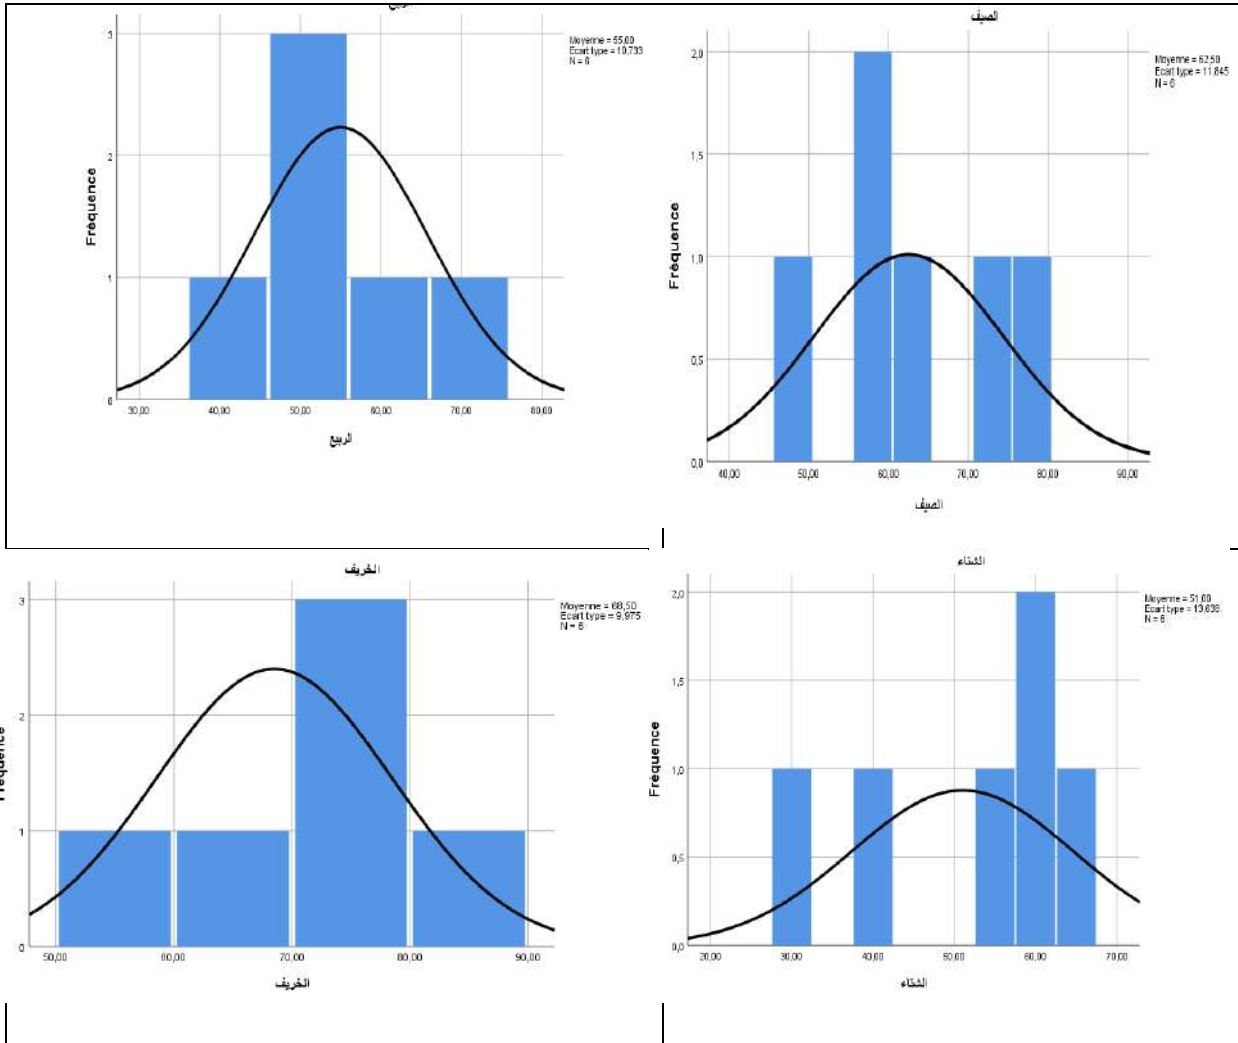 Moyenne = 55,00
Ecart type = 10,733
N = 6
Fréquence
3
2
1
0
30,00 40,00 50,00 60,00 70,00 80,00
الربيع
الصيف
Moyenne = 62,50
Ecart type = 11,845
N = 6
Fréquence
2,0
1,5
1,0
0,5
0,0
40,00 50,00 60,00 70,00 80,00 90,00
الصيف
الخريف
Moyenne = 68,50
Ecart type = 9,975
N = 6
3
2
1
0
50,00 60,00 70,00 80,00 90,00
الخريف
الشتاء
Moyenne = 51,00
Ecart type = 13,038
N = 6
Fréquence
2,0
1,5
1,0
0,5
0,0
20,00 30,00 40,00 50,00 60,00 70,00
الشتاء